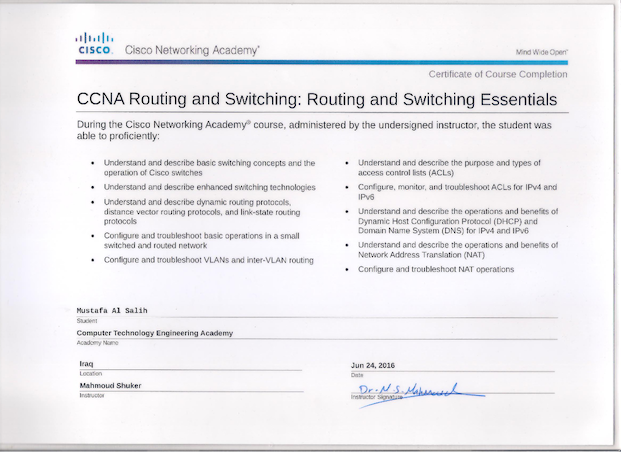 CISCO. Cisco Networking Academy® Mind Wide Open®
Certificate of Course Completion
CCNA Routing and Switching: Routing and Switching Essentials
During the Cisco Networking Academy® course, administered by the undersigned instructor, the student was
able to proficiently:
• Understand and describe basic switching concepts and the
operation of Cisco switches
• Understand and describe enhanced switching technologies
• Understand and describe dynamic routing protocols,
distance vector routing protocols, and link-state routing
protocols
• Configure and troubleshoot basic operations in a small
switched and routed network
• Configure and troubleshoot VLANs and inter-VLAN routing
• Understand and describe the purpose and types of
access control lists (ACLs)
• Configure, monitor, and troubleshoot ACLs for IPv4 and
IPv6
• Understand and describe the operations and benefits of
Dynamic Host Configuration Protocol (DHCP) and
Domain Name System (DNS) for IPv4 and IPv6
• Understand and describe the operations and benefits of
Network Address Translation (NAT)
• Configure and troubleshoot NAT operations
Mustafa Al Salih
Student
Computer Technology Engineering Academy
Academy Name
Iraq
Location
Mahmoud Shuker
Instructor
Jun 24, 2016
Date
Dr. N. S. Mahmoud
Instructor Signature